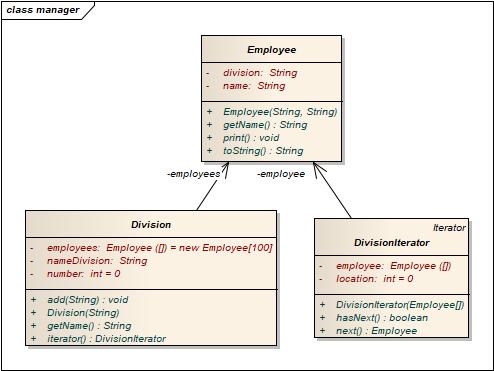 class manager
Employee
- division: String
- name: String
+ Employee(String, String)
+ getName() : String
+ print() : void
+ toString() : String
-employees
-employee
Division
- employees: Employee ([]) = new Employee[100]
- nameDivision: String
- number: int = 0
+ add(String) : void
+ Division(String)
+ getName() : String
+ iterator() : DivisionIterator
Iterator
DivisionIterator
- employee: Employee ([])
- location: int = 0
+ DivisionIterator(Employee[])
+ hasNext() : boolean
+ next() : Employee